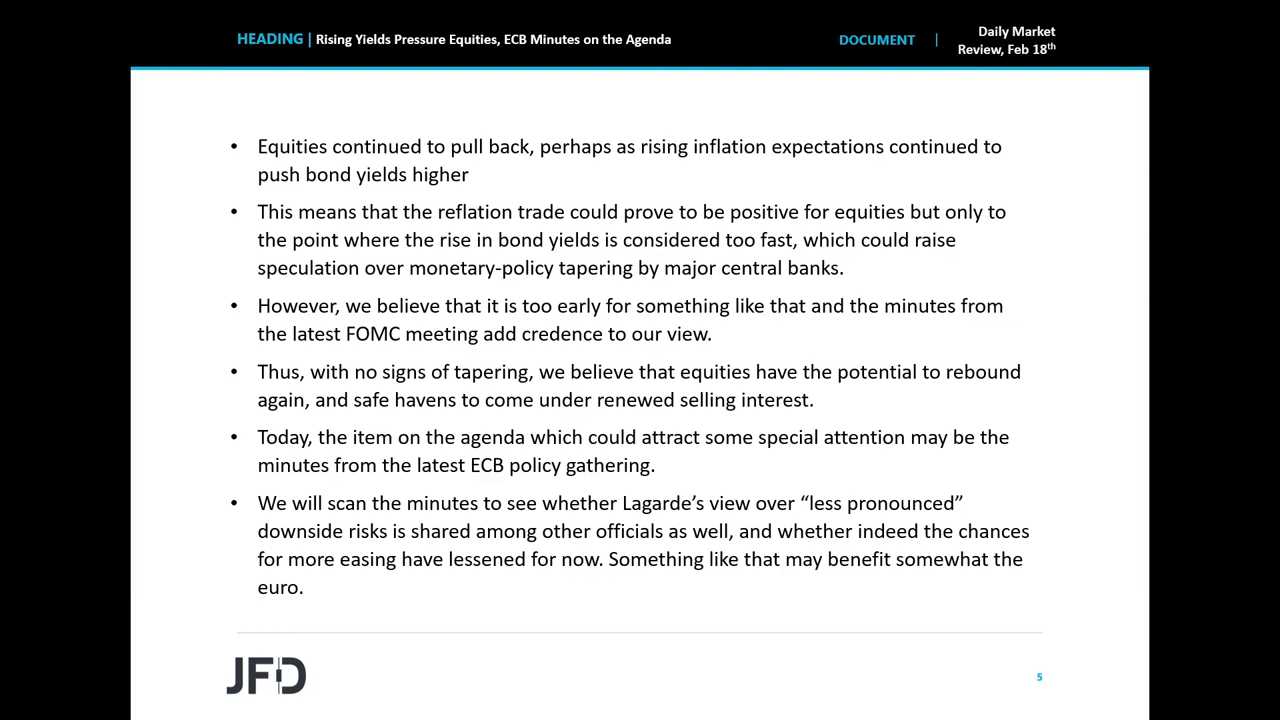 HEADING | Rising Yields Pressure Equities, ECB Minutes on the Agenda
DOCUMENT |
Daily Market
Review, Feb 18th
• Equities continued to pull back, perhaps as rising inflation expectations continued to
push bond yields higher
• This means that the reflation trade could prove to be positive for equities but only to
the point where the rise in bond yields is considered too fast, which could raise
speculation over monetary-policy tapering by major central banks.
• However, we believe that it is too early for something like that and the minutes from
the latest FOMC meeting add credence to our view.
• Thus, with no signs of tapering, we believe that equities have the potential to rebound
again, and safe havens to come under renewed selling interest.
• Today, the item on the agenda which could attract some special attention may be the
minutes from the latest ECB policy gathering.
• We will scan the minutes to see whether Lagarde’s view over “less pronounced”
downside risks is shared among other officials as well, and whether indeed the chances
for more easing have lessened for now. Something like that may benefit somewhat the
euro.
JFD
5